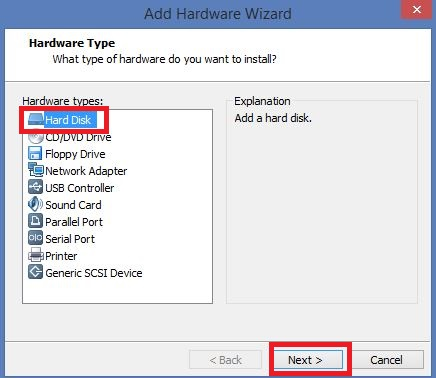 Add Hardware Wizard
Hardware Type
What type of hardware do you want to install?
Hardware types:
Hard Disk
CD/DVD Drive
Floppy Drive
Network Adapter
USB Controller
Sound Card
Parallel Port
Serial Port
Printer
Generic SCSI Device
Explanation
Add a hard disk.
< Back
Next >
Cancel